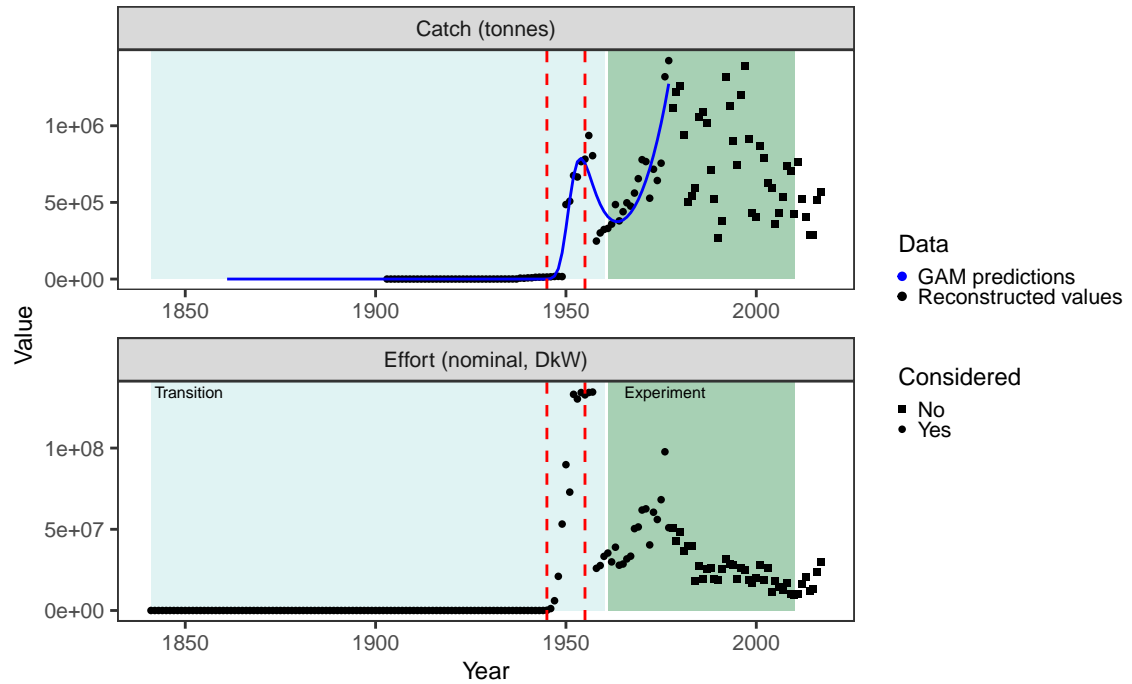 Catch (tonnes)
1e+06
5e+05
0e+00
1850 1900 1950 2000
Value
Effort (nominal, DkW)
Transition Experiment
1e+08
5e+07
0e+00
1850 1900 1950 2000
Year
Data
GAM predictions
Reconstructed values
Considered
No
Yes